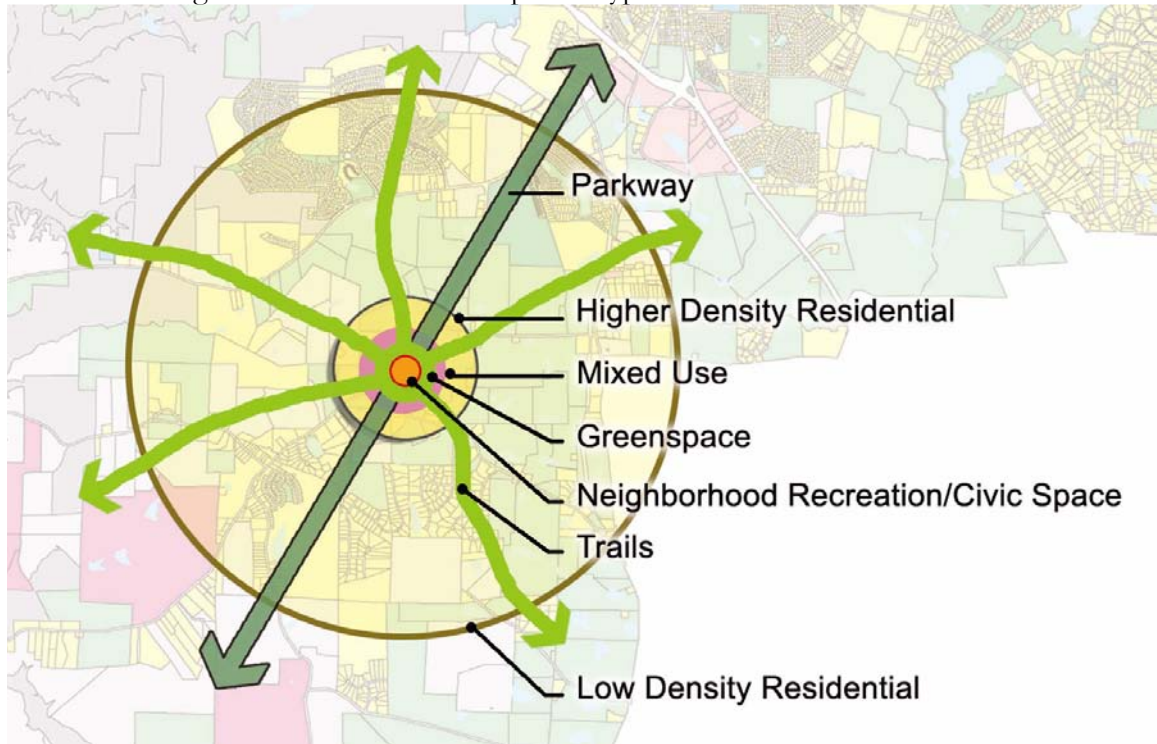 Parkway
Higher Density Residential
Mixed Use
Greenspace
Neighborhood Recreation/Civic Space
Trails
Low Density Residential